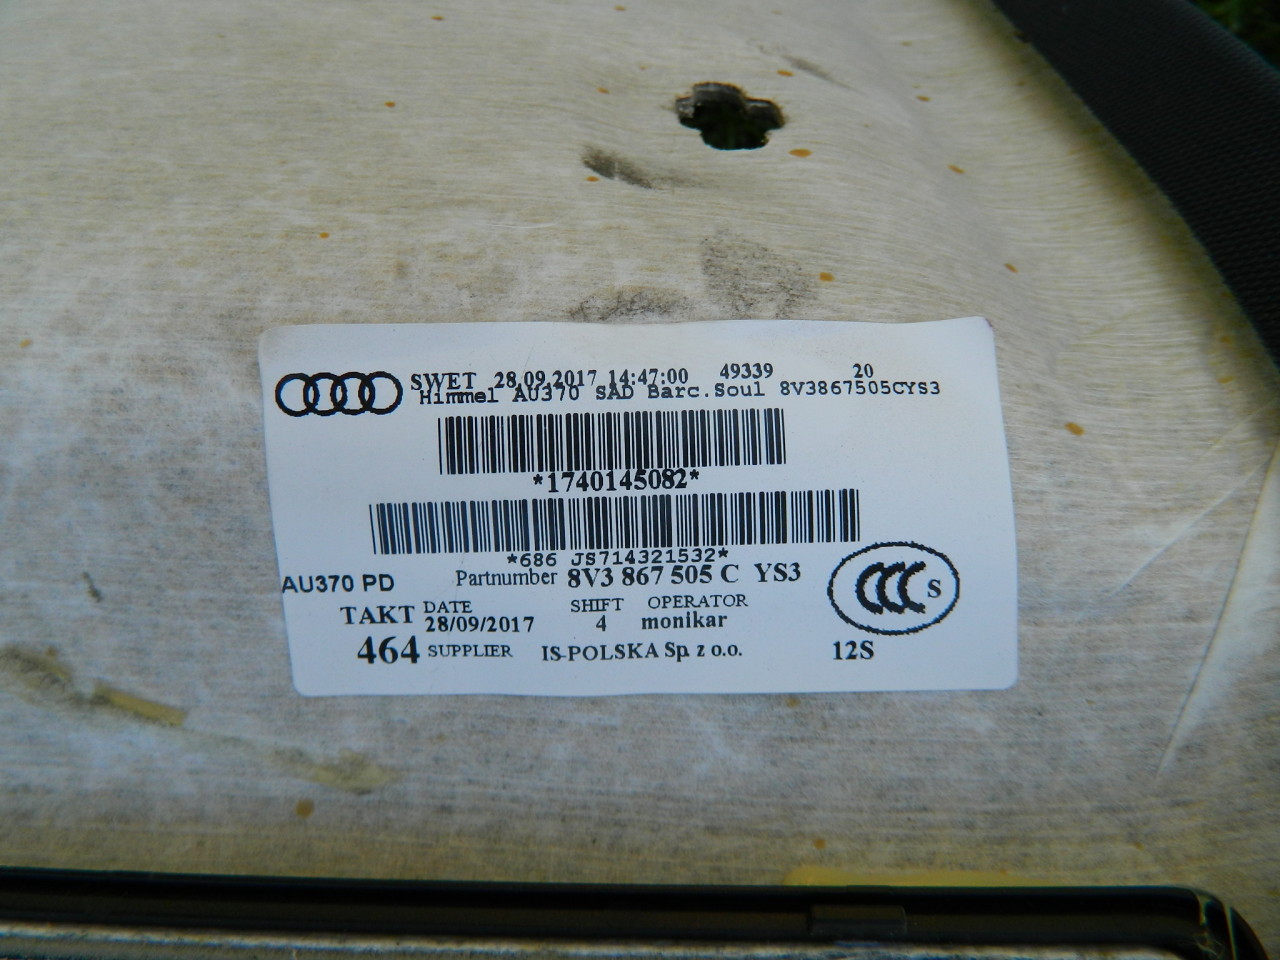 SWET 28.09.2017 14:47:00 49339 20
Himmel AU370 SAD Barc.Soul 8V3867505CYS3
*1740145082*
*686 JS714321532*
AU370 PD Partnumber 8V3 867 505 C YS3
TAKT DATE SHIFT OPERATOR
28/09/2017 4 monikar
464 SUPPLIER IS-POLSKA Sp. z o.o. 12S
CCC S